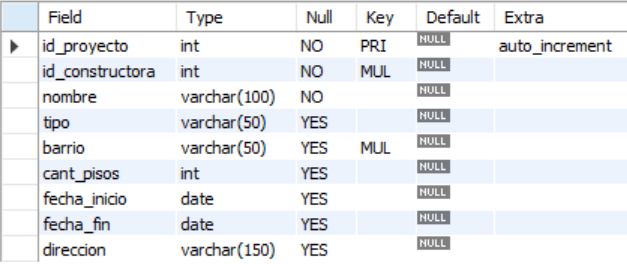 Field Type Null Key Default Extra
id_proyecto int NO PRI NULL auto_increment
id_constructora int NO MUL NULL
nombre varchar(100) NO NULL
tipo varchar(50) YES NULL
barrio varchar(50) YES MUL NULL
cant_pisos int YES NULL
fecha_inicio date YES NULL
fecha_fin date YES NULL
direccion varchar(150) YES NULL